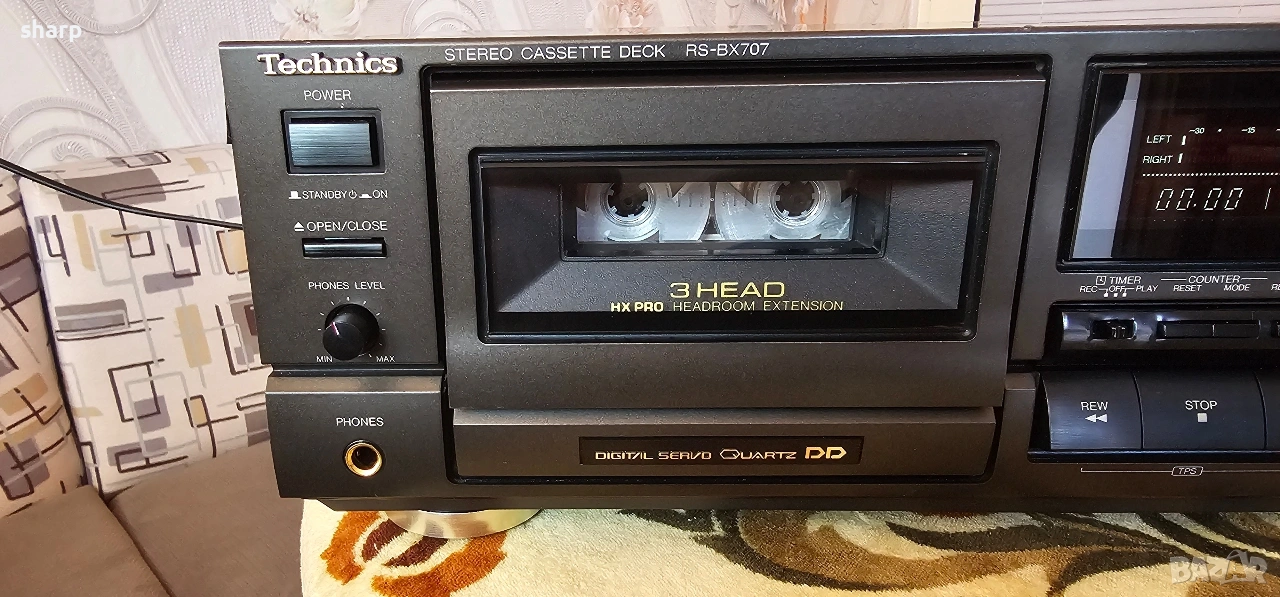 sharp
Technics
STEREO CASSETTE DECK RS-BX707
POWER
STANDBY ON
OPEN/CLOSE
PHONES LEVEL
MIN MAX
PHONES
3 HEAD
HX PRO HEADROOM EXTENSION
DIGITAL SERVO QUARTZ DD
LEFT -30 • -15
RIGHT
00.00
TIMER
REC OFF PLAY
COUNTER
RESET MODE
REW
STOP
TPS
BAZAR